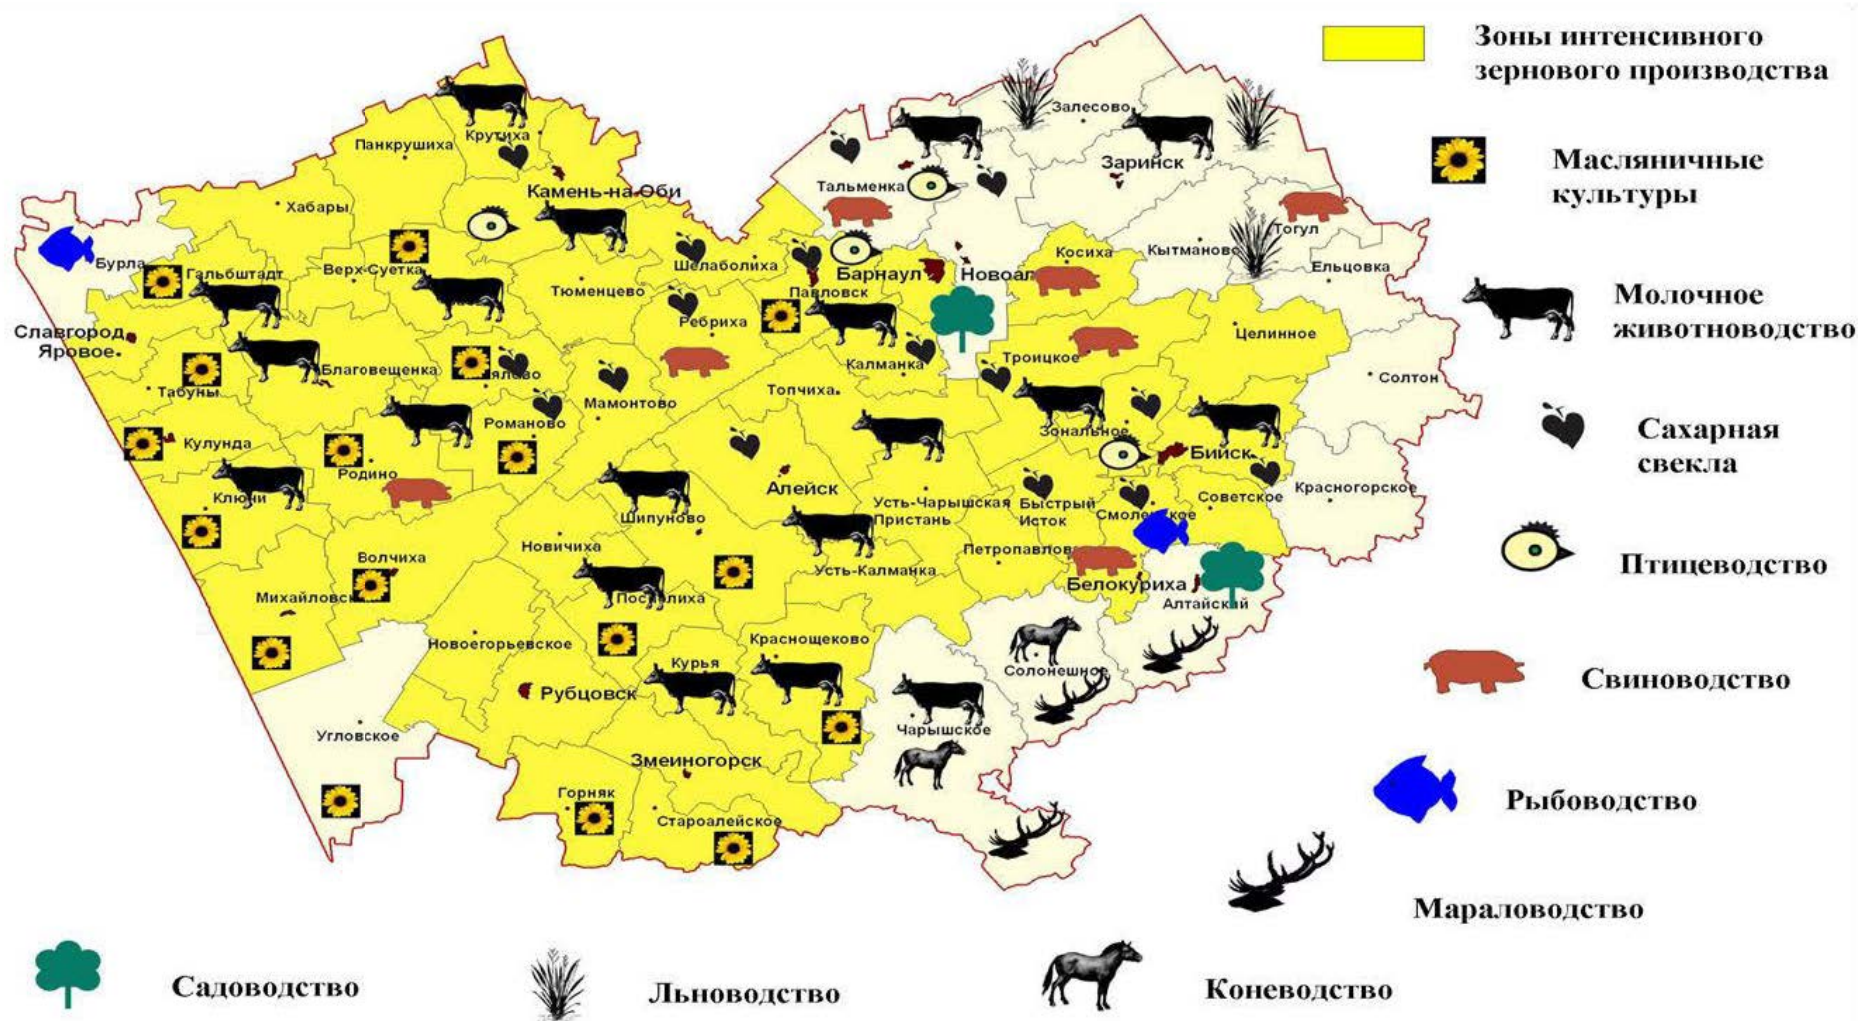 Зоны интенсивного
зернового производства
Масляничные
культуры
Молочное
животноводство
Сахарная
свекла
Птицеводство
Свиноводство
Рыбоводство
Мараловодство
Садоводство
Льноводство
Коневодство
Крутиха
Панкрушиха
Камень-на-Оби
Хабары
Бурла
Гальбштадт
Верх-Суетка
Тюменцево
Шелаболиха
Ребриха
Славгород
Яровое
Табуны
Благовещенка
Мамонтово
Романово
Кулунда
Родино
Ключи
Волчиха
Угловское
Новичиха
Шипуново
Новоегорьевское
Рубцовск
Курья
Краснощеково
Змеиногорск
Горняк
Староалейское
Залесово
Заринск
Тальменка
Барнаул
Новоал
Павловск
Косиха
Кытманово
Тогул
Ельцовка
Целинное
Троицкое
Калманка
Топчиха
Солтон
Зональное
Бийск
Алейск
Усть-Чарышская
Пристань
Быстрый
Исток
Советское
Красногорское
Усть-Калманка
Белокуриха
Солонешное
Чарышское